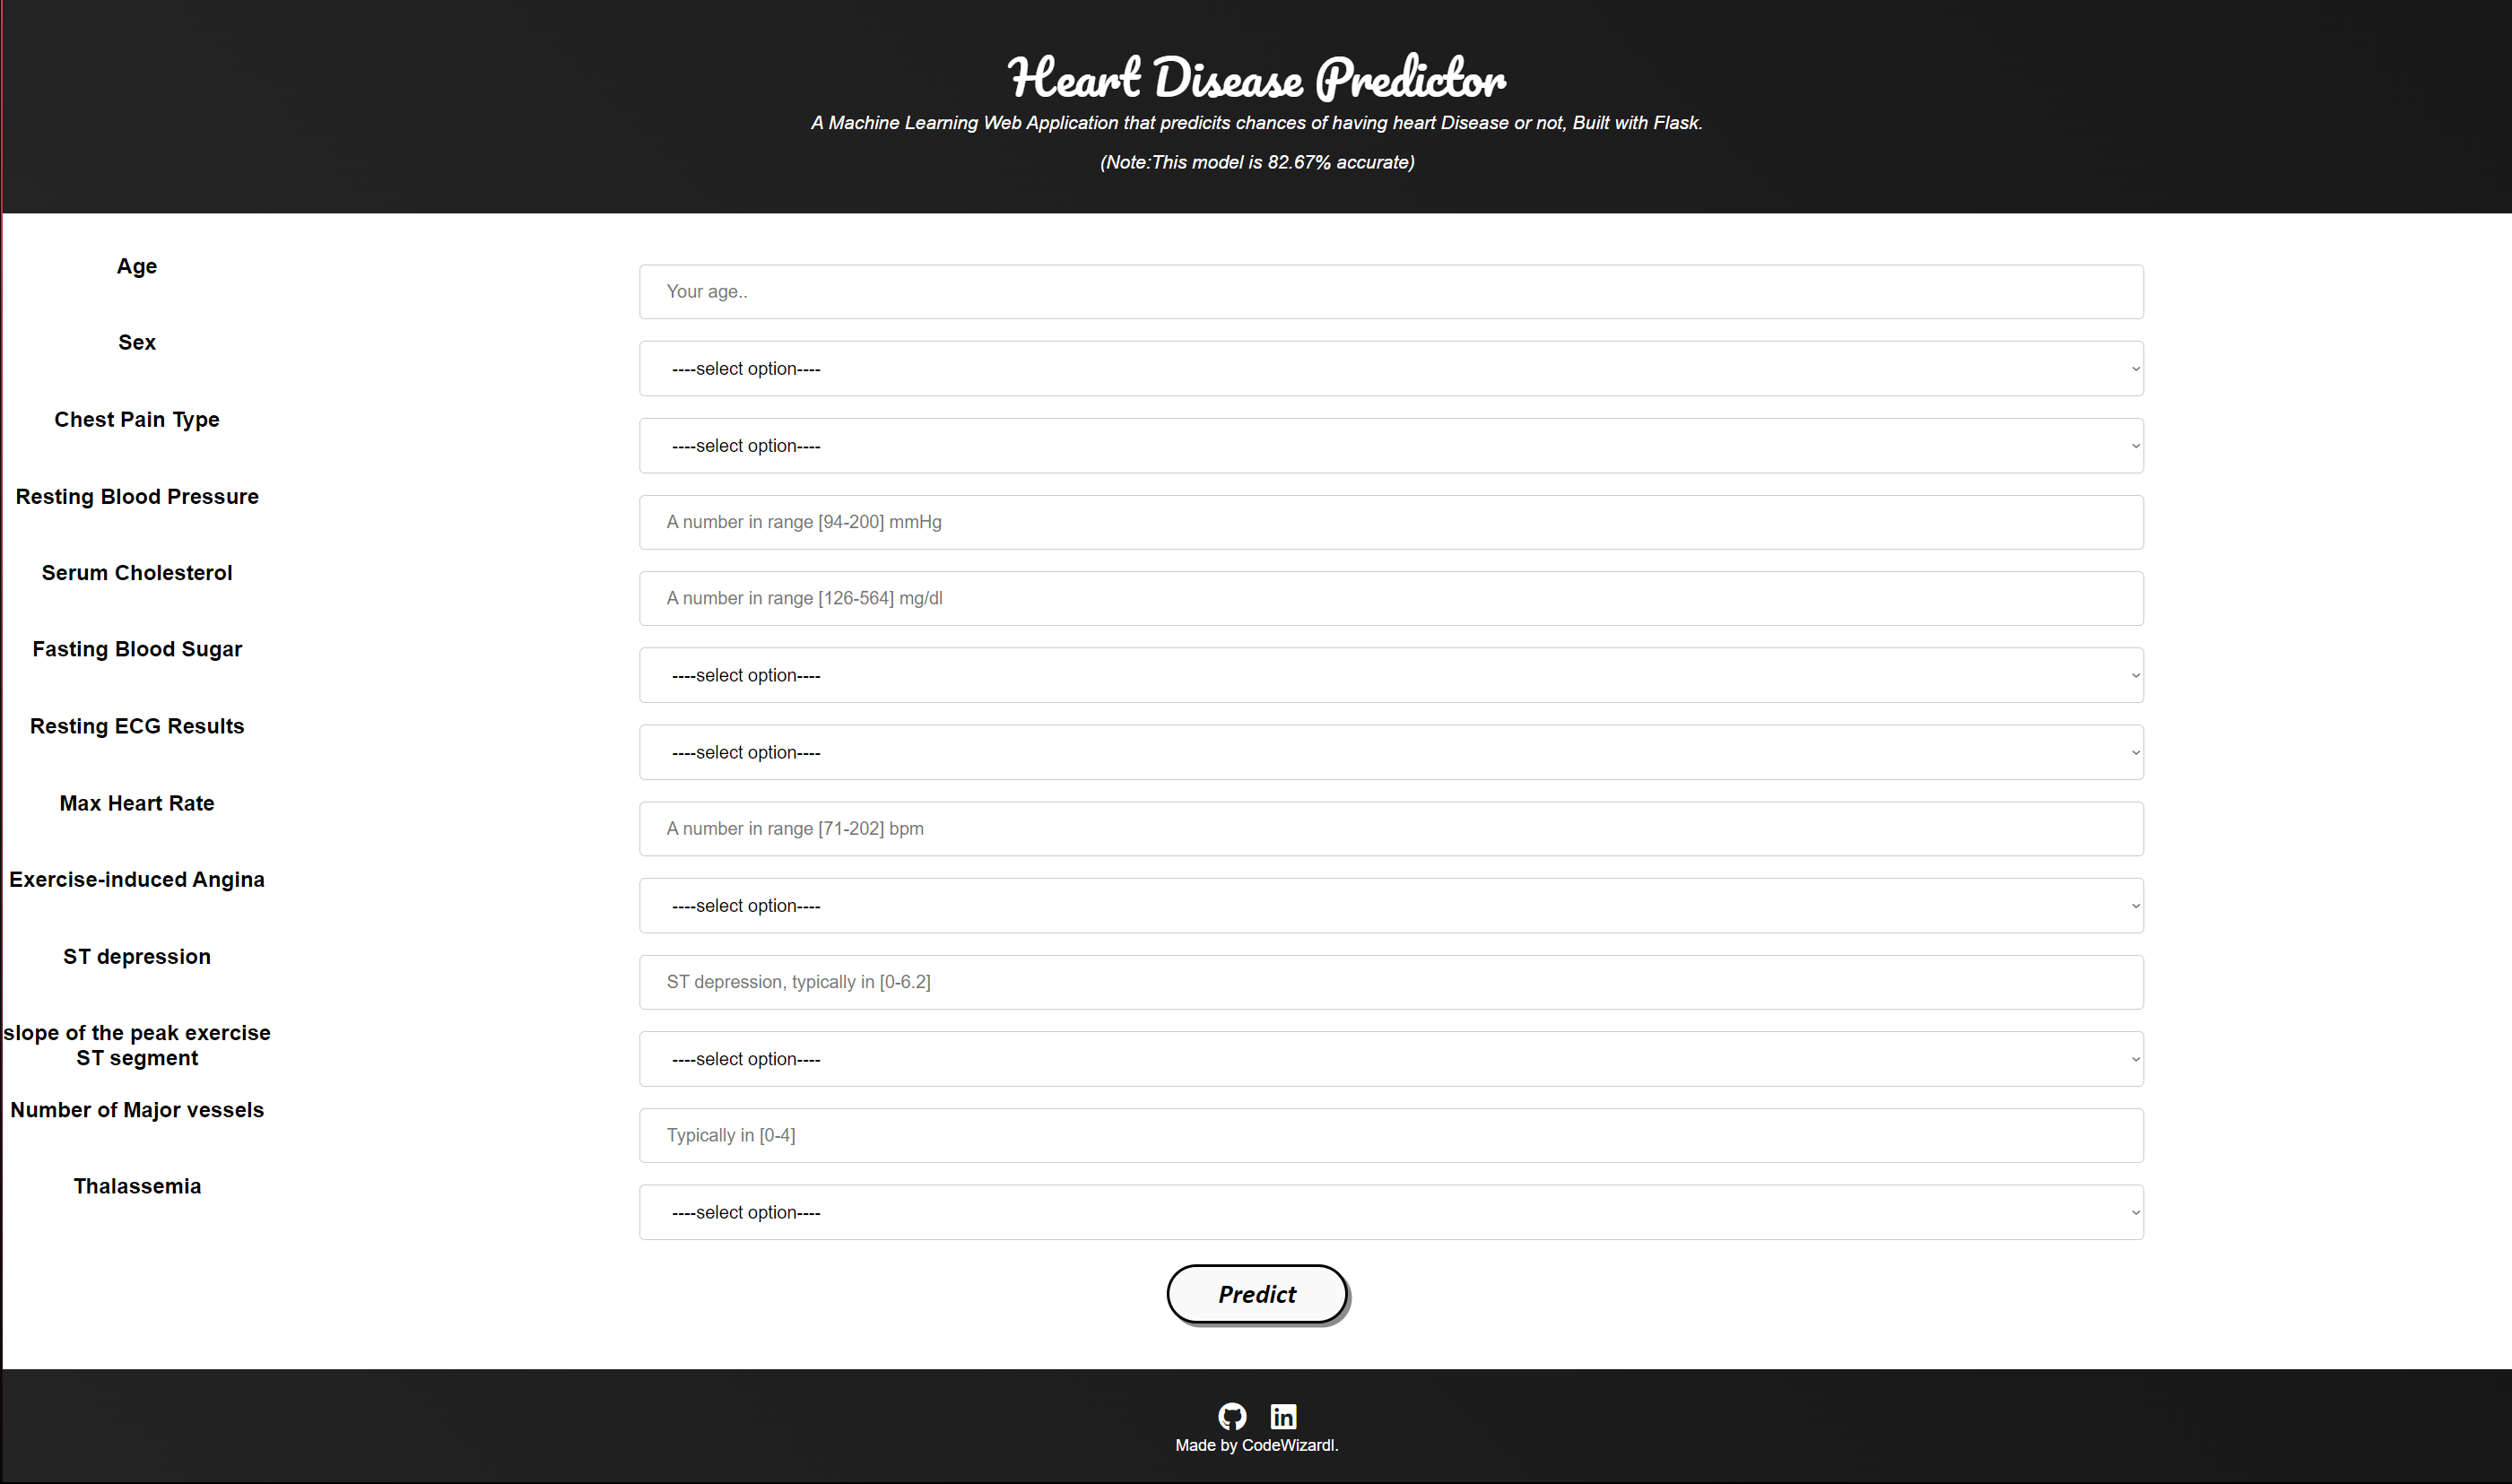 Heart Disease Predictor
A Machine Learning Web Application that predicits chances of having heart Disease or not, Built with Flask.
(Note:This model is 82.67% accurate)
Age
Your age..
Sex
----select option----
Chest Pain Type
----select option----
Resting Blood Pressure
A number in range [94-200] mmHg
Serum Cholesterol
A number in range [126-564] mg/dl
Fasting Blood Sugar
----select option----
Resting ECG Results
----select option----
Max Heart Rate
A number in range [71-202] bpm
Exercise-induced Angina
----select option----
ST depression
ST depression, typically in [0-6.2]
slope of the peak exercise
ST segment
----select option----
Number of Major vessels
Typically in [0-4]
Thalassemia
----select option----
Predict
in
Made by CodeWizardl.